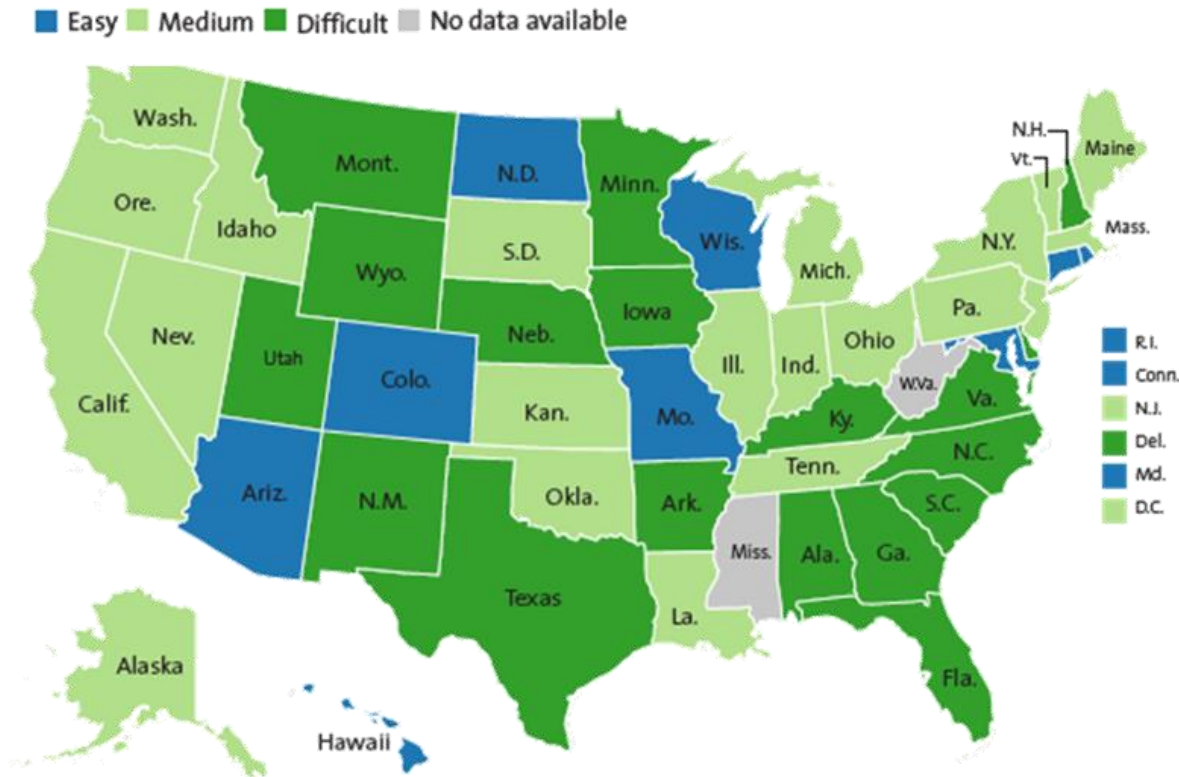 Easy Medium Difficult No data available
Wash.
Mont.
N.D.
Minn.
N.H.
Vt.
Maine
Ore.
Idaho
Wyo.
S.D.
Wis.
Mich.
N.Y.
Mass.
Nev.
Utah
Colo.
Neb.
Iowa
Ill.
Ind.
Ohio
Pa.
R.I.
Conn.
N.J.
Del.
Md.
D.C.
Calif.
Kan.
Mo.
Ky.
W.Va.
Va.
Ariz.
N.M.
Okla.
Ark.
Tenn.
N.C.
S.C.
Texas
La.
Miss.
Ala.
Ga.
Fla.
Alaska
Hawaii